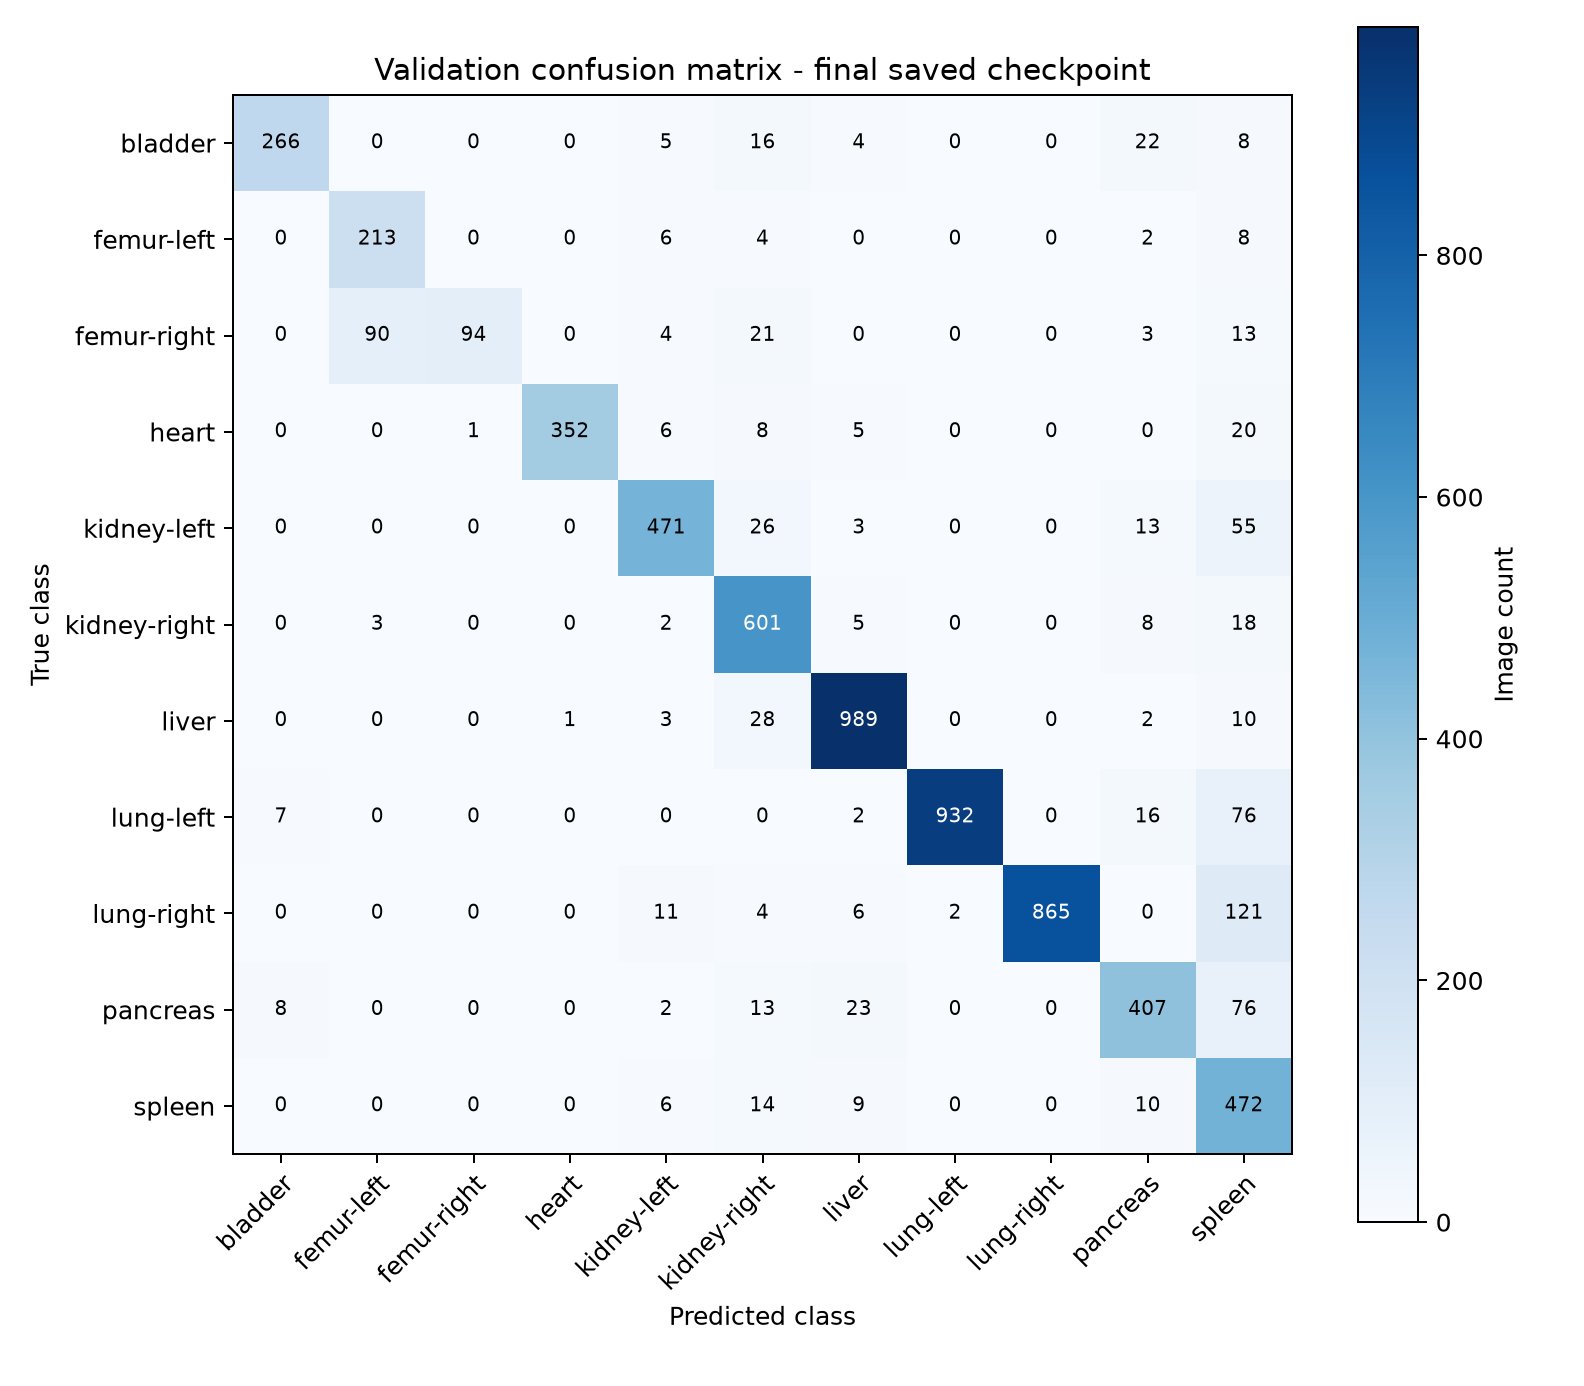 Validation confusion matrix - final saved checkpoint
bladder 266 0 0 0 5 16 4 0 0 22 8
femur-left 0 213 0 0 6 4 0 0 0 2 8
femur-right 0 90 94 0 4 21 0 0 0 3 13
heart 0 0 1 352 6 8 5 0 0 0 20
kidney-left 0 0 0 0 471 26 3 0 0 13 55
kidney-right 0 3 0 0 2 601 5 0 0 8 18
liver 0 0 0 1 3 28 989 0 0 2 10
lung-left 7 0 0 0 0 0 2 932 0 16 76
lung-right 0 0 0 0 11 4 6 2 865 0 121
pancreas 8 0 0 0 2 13 23 0 0 407 76
spleen 0 0 0 0 6 14 9 0 0 10 472
bladder femur-left femur-right heart kidney-left kidney-right liver lung-left lung-right pancreas spleen
Predicted class
True class
800
600
400
200
0
Image count